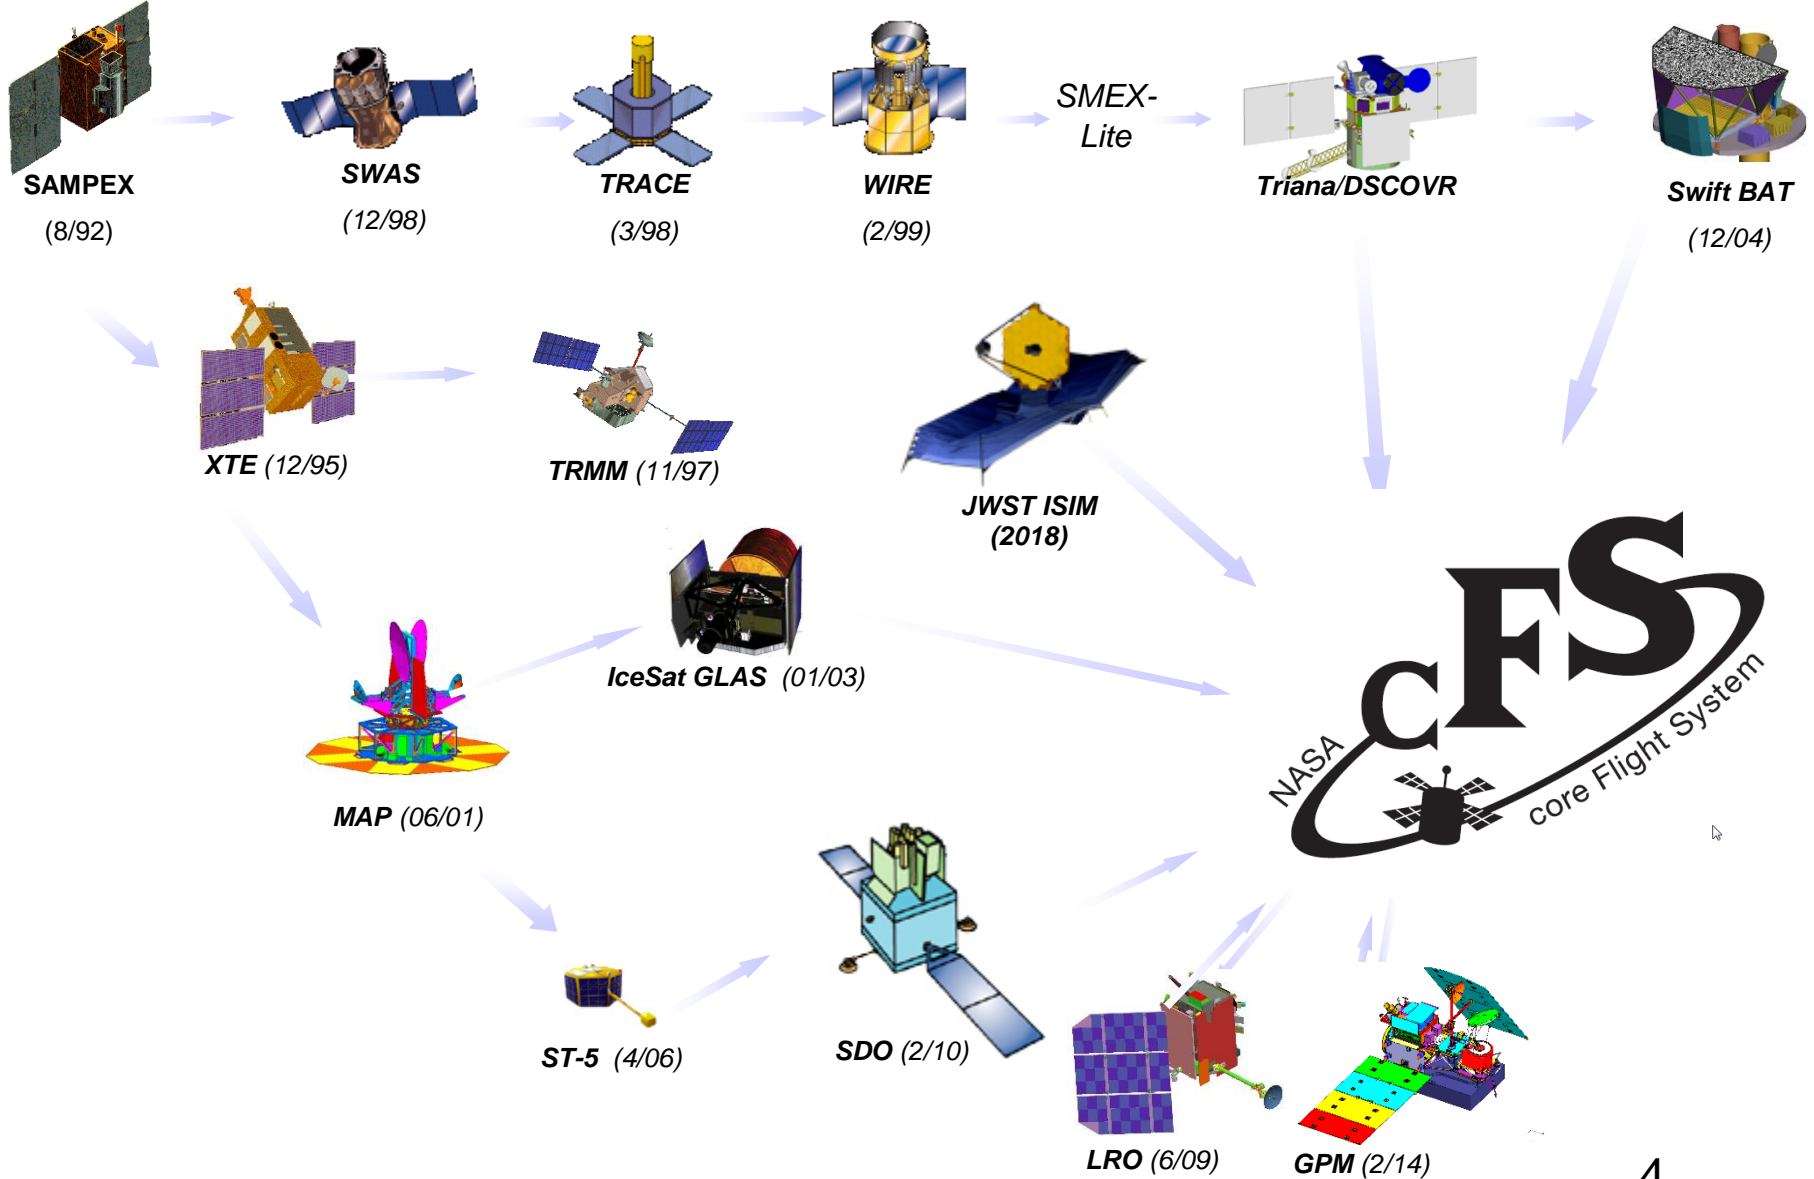 SAMPEX
(8/92)
SWAS
(12/98)
TRACE
(3/98)
WIRE
(2/99)
SMEX-
Lite
Triana/DSCOVR
Swift BAT
(12/04)
XTE (12/95)
TRMM (11/97)
JWST ISIM
(2018)
IceSat GLAS (01/03)
MAP (06/01)
NASA
cFS
core Flight System
ST-5 (4/06)
SDO (2/10)
LRO (6/09)
GPM (2/14)
4